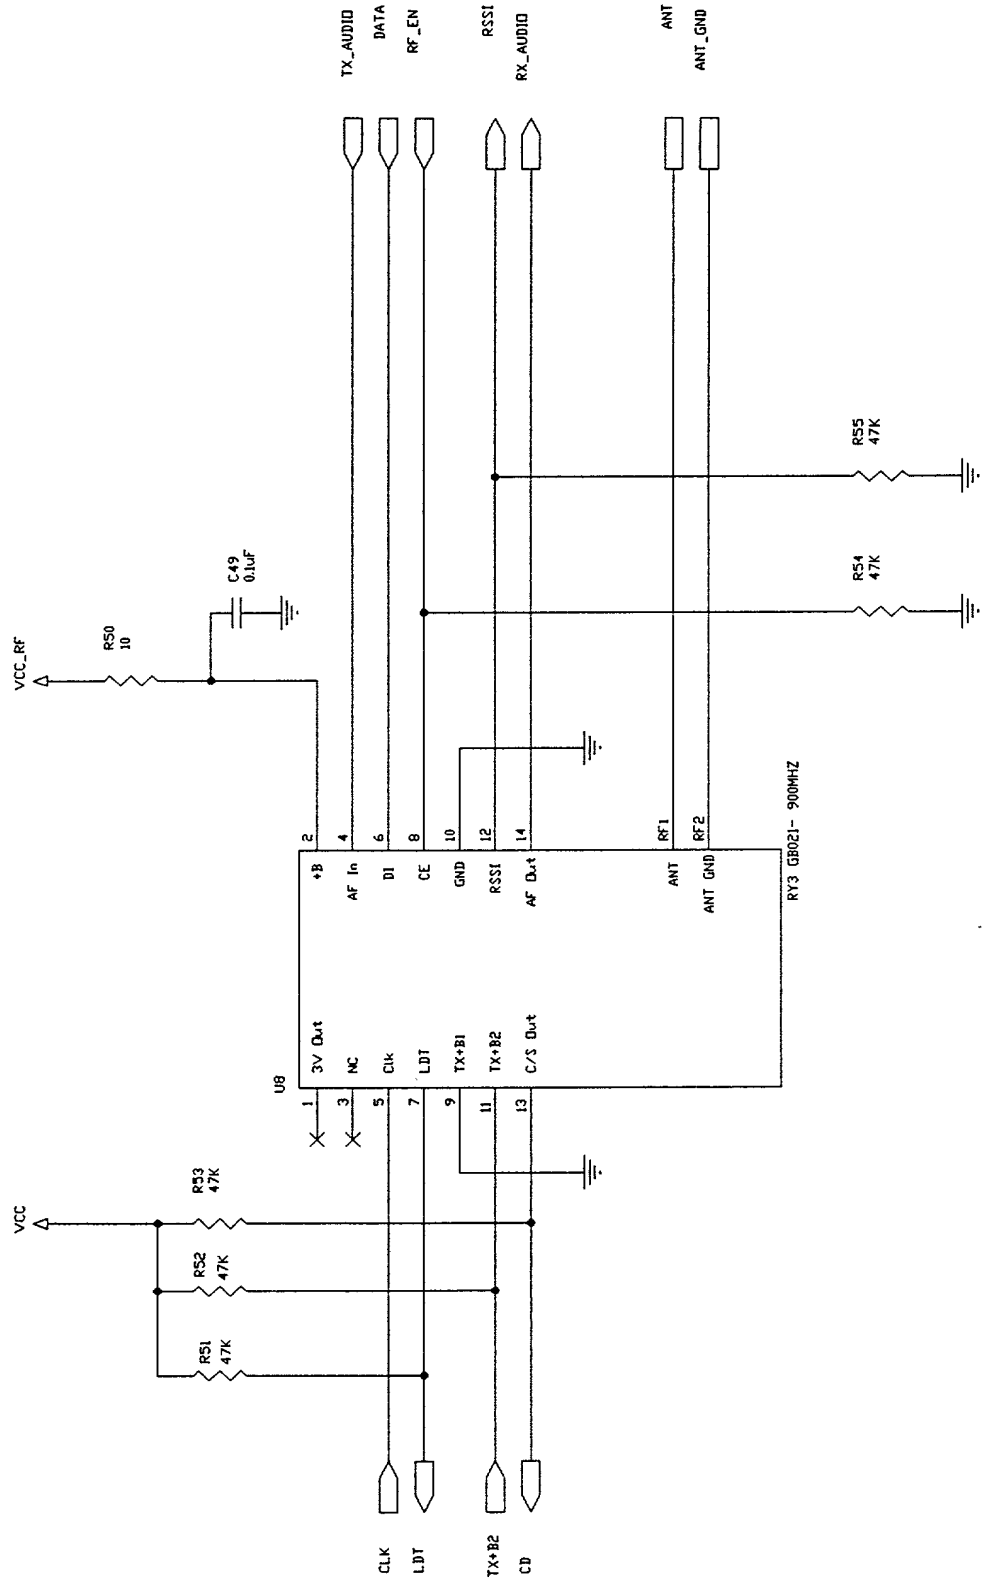 VCC
R51
47K
R52
47K
R53
47K
VCC_RF
R50
10
C49
0.1uF
CLK
LDT
TX+B2
CD
U8
1
3
5
7
9
11
13
3V Out
NC
Clk
LDT
TX+B1
TX+B2
C/S Out
+B
AF In
DI
CE
GND
RSSI
AF Out
ANT
ANT GND
2
4
6
8
10
12
14
RF1
RF2
RY3 GB021- 900MHZ
R54
47K
R55
47K
TX_AUDIO
DATA
RF_EN
RSSI
RX_AUDIO
ANT
ANT_GND